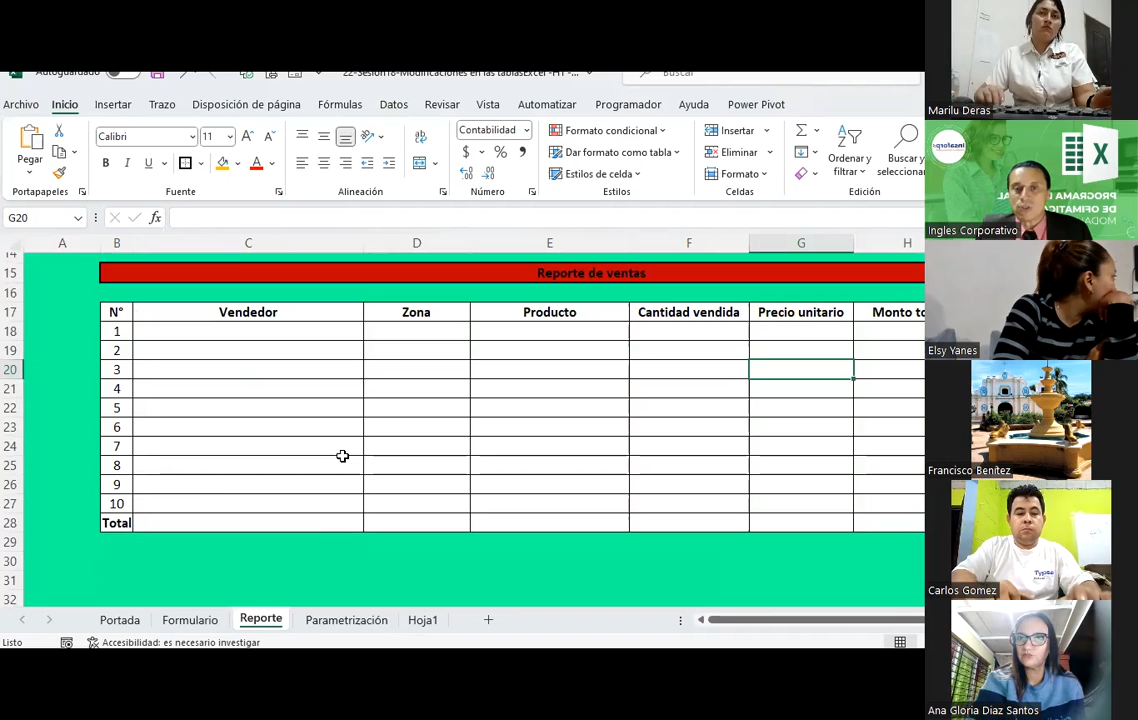 Autoguardado
22-Sesion18-Modificaciones en las tablasExcel -HT -...
Buscar
Archivo Inicio Insertar Trazo Disposición de página Fórmulas Datos Revisar Vista Automatizar Programador Ayuda Power Pivot
Pegar
Calibri 11
N K S
Contabilidad
$ % 000
Formato condicional
Dar formato como tabla
Estilos de celda
Insertar
Eliminar
Formato
Ordenar y
filtrar
Buscar y
seleccionar
Portapapeles Fuente Alineación Número Estilos Celdas Edición
G20 fx
A B C D E F G H
14
15 Reporte de ventas
16
17 N° Vendedor Zona Producto Cantidad vendida Precio unitario Monto to
18 1
19 2
20 3
21 4
22 5
23 6
24 7
25 8
26 9
27 10
28 Total
29
30
31
32
Portada Formulario Reporte Parametrización Hoja1
Listo Accesibilidad: es necesario investigar
Marilu Deras
Ingles Corporativo
Elsy Yanes
Francisco Benítez
Carlos Gomez
Ana Gloria Diaz Santos